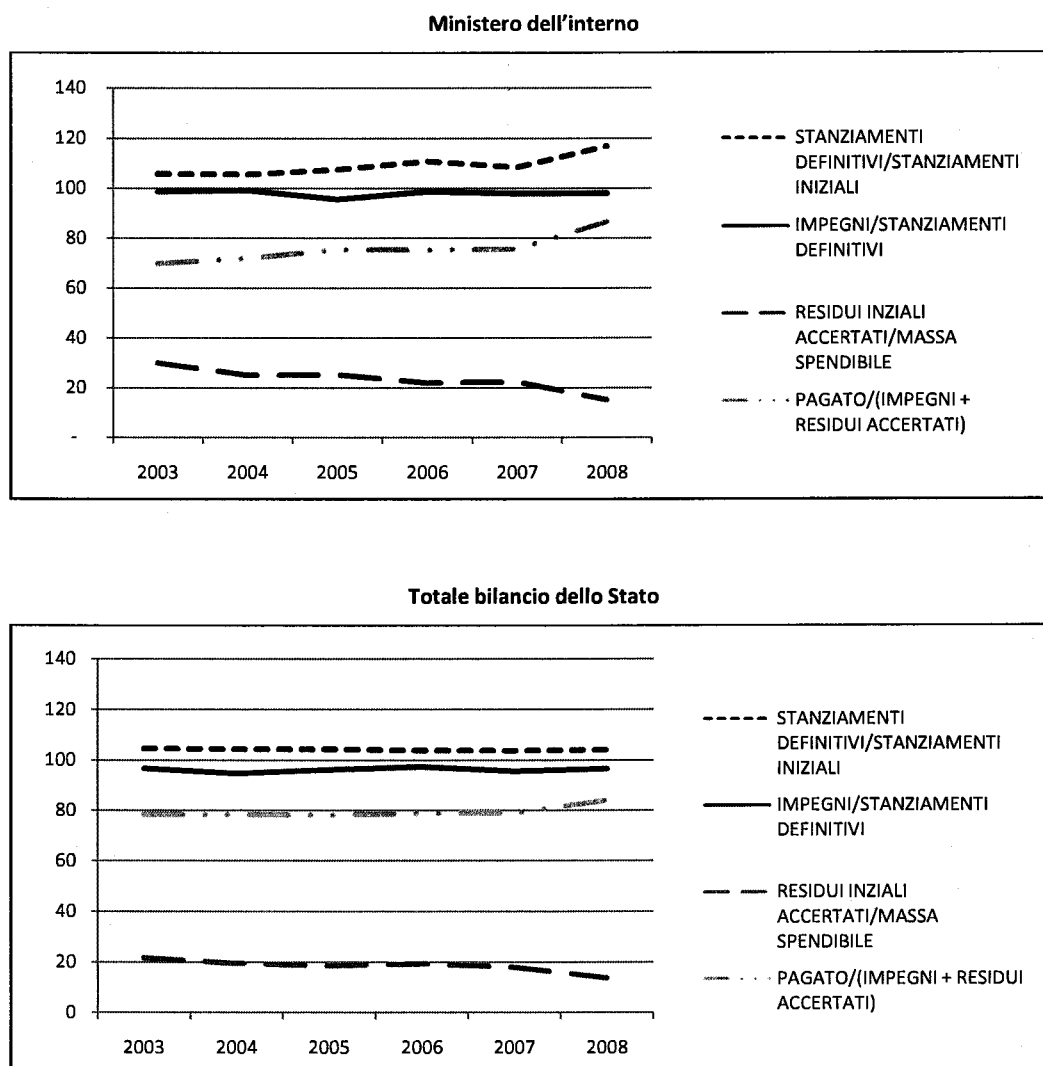 Ministero dell'interno
140
120
100
80
60
40
20
-
2003 2004 2005 2006 2007 2008
STANZIAMENTI
DEFINITIVI/STANZIAMENTI
INIZIALI
IMPEGNI/STANZIAMENTI
DEFINITIVI
RESIDUI INZIALI
ACCERTATI/MASSA
SPENDIBILE
PAGATO/(IMPEGNI +
RESIDUI ACCERTATI)
Totale bilancio dello Stato
140
120
100
80
60
40
20
0
2003 2004 2005 2006 2007 2008
STANZIAMENTI
DEFINITIVI/STANZIAMENTI
INIZIALI
IMPEGNI/STANZIAMENTI
DEFINITIVI
RESIDUI INZIALI
ACCERTATI/MASSA
SPENDIBILE
PAGATO/(IMPEGNI + RESIDUI
ACCERTATI)